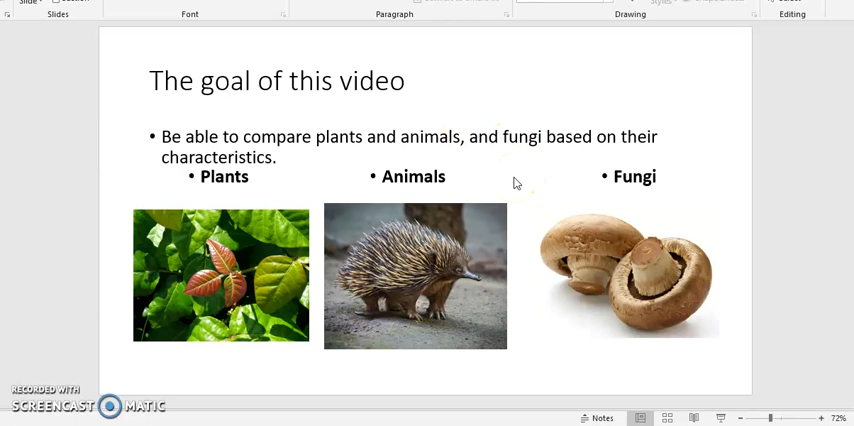 Slides
Font
Paragraph
Drawing
Editing
The goal of this video
• Be able to compare plants and animals, and fungi based on their
characteristics.
• Plants
• Animals
• Fungi
RECORDED WITH
SCREENCAST MATIC
Notes
72%